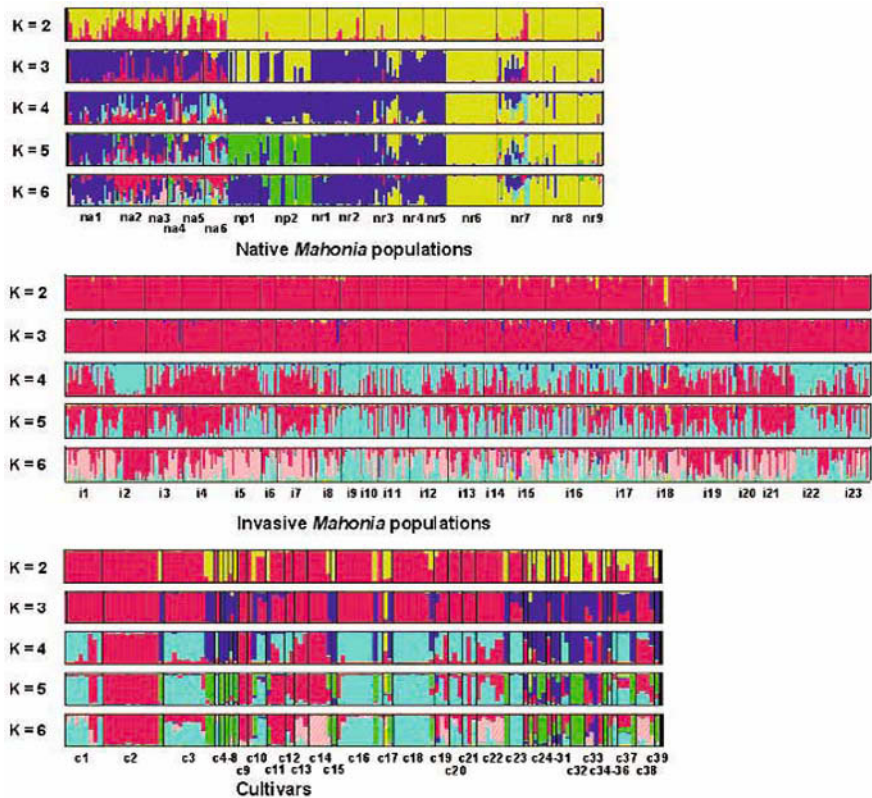 K = 2
K = 3
K = 4
K = 5
K = 6
na1 na2 na3 na5 np1 np2 nr1 nr2 nr3 nr4 nr5 nr6 nr7 nr8 nr9
na4 na6
Native Mahonia populations
K = 2
K = 3
K = 4
K = 5
K = 6
i1 i2 i3 i4 i5 i6 i7 i8 i9 i10 i11 i12 i13 i14 i15 i16 i17 i18 i19 i20 i21 i22 i23
Invasive Mahonia populations
K = 2
K = 3
K = 4
K = 5
K = 6
c1 c2 c3 c4-8 c10 c12 c14 c16 c17 c18 c19 c21 c22 c23 c24-31 c33 c37 c39
c9 c11 c13 c15 c20 c32 c34-36 c38
Cultivars